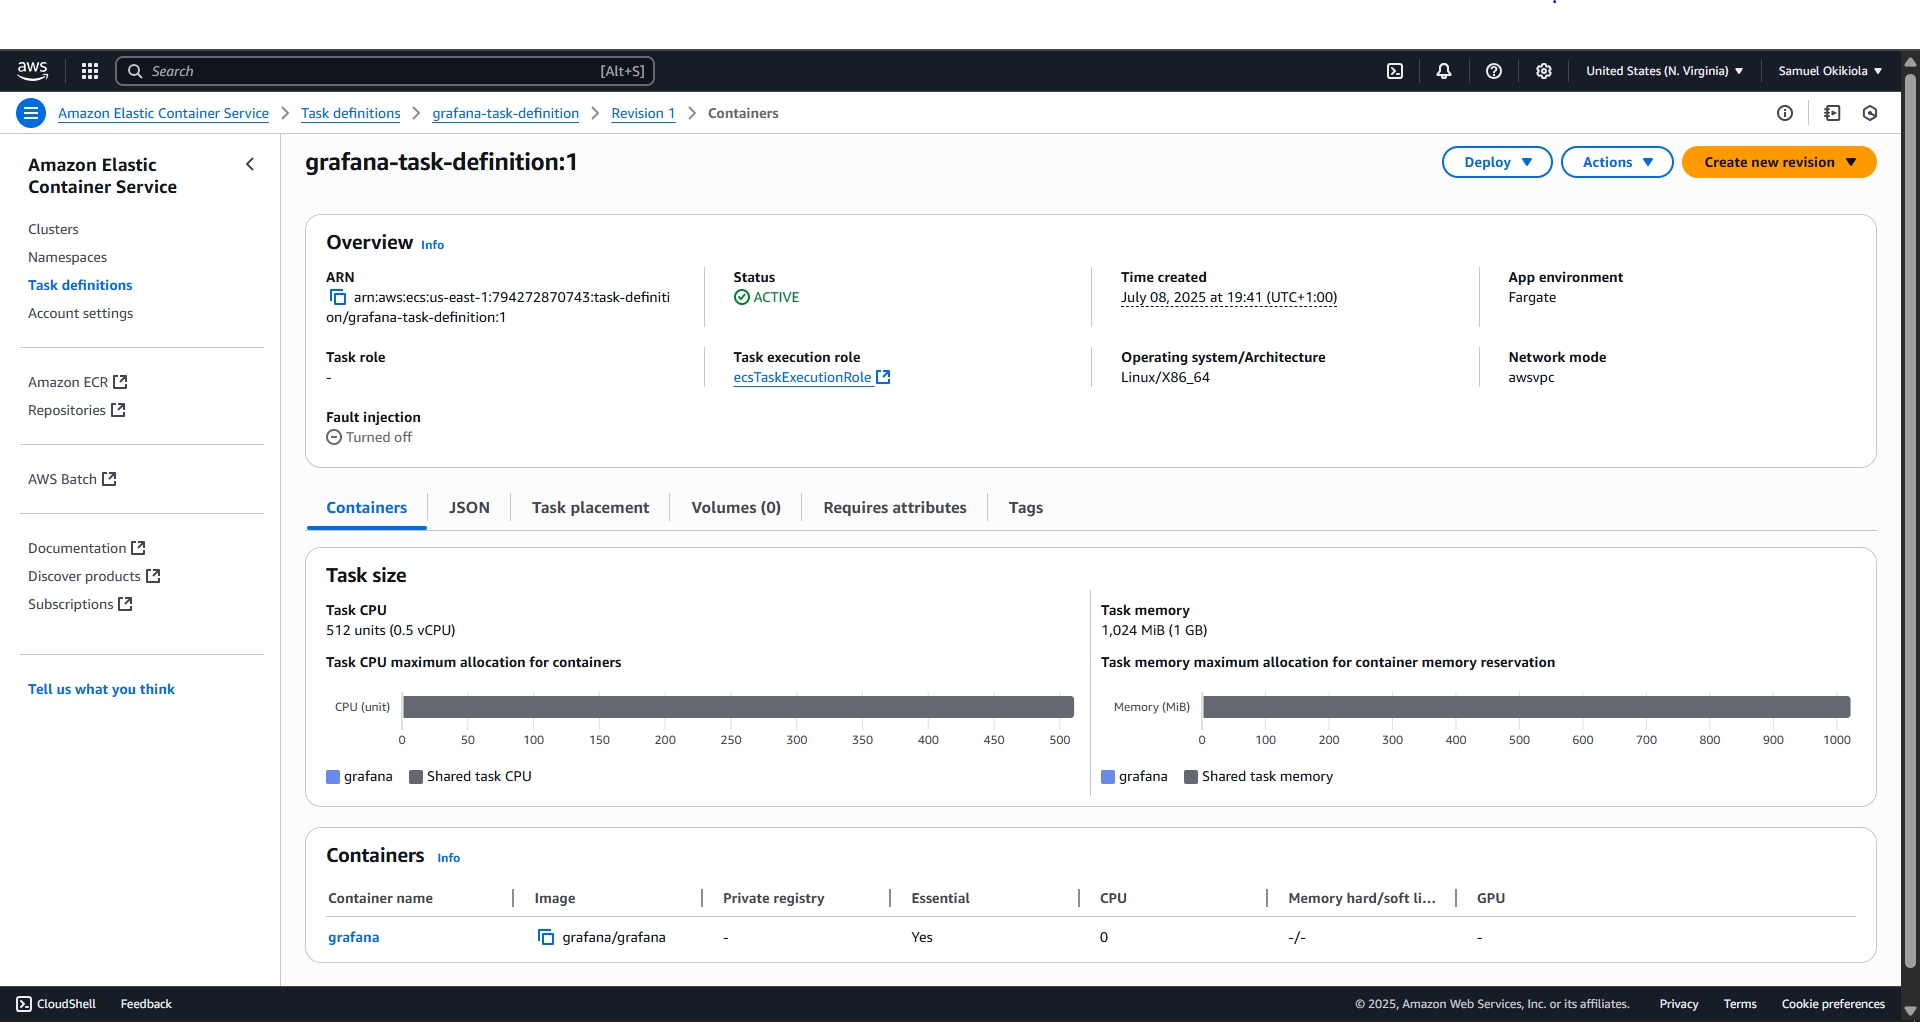 aws
Search [Alt+S]
United States (N. Virginia)
Samuel Okikiola
Amazon Elastic Container Service
Task definitions
grafana-task-definition
Revision 1
Containers
Amazon Elastic
Container Service
Clusters
Namespaces
Task definitions
Account settings
Amazon ECR
Repositories
AWS Batch
Documentation
Discover products
Subscriptions
Tell us what you think
grafana-task-definition:1
Deploy
Actions
Create new revision
Overview Info
ARN
arn:aws:ecs:us-east-1:794272870743:task-definiti
on/grafana-task-definition:1
Status
ACTIVE
Time created
July 08, 2025 at 19:41 (UTC+1:00)
App environment
Fargate
Task role
-
Task execution role
ecsTaskExecutionRole
Operating system/Architecture
Linux/X86_64
Network mode
awsvpc
Fault injection
Turned off
Containers
JSON
Task placement
Volumes (0)
Requires attributes
Tags
Task size
Task CPU
512 units (0.5 vCPU)
Task CPU maximum allocation for containers
CPU (unit)
0 50 100 150 200 250 300 350 400 450 500
grafana Shared task CPU
Task memory
1,024 MiB (1 GB)
Task memory maximum allocation for container memory reservation
Memory (MiB)
0 100 200 300 400 500 600 700 800 900 1000
grafana Shared task memory
Containers Info
Container name Image Private registry Essential CPU Memory hard/soft li... GPU
grafana grafana/grafana - Yes 0 -/- -
CloudShell Feedback
© 2025, Amazon Web Services, Inc. or its affiliates. Privacy Terms Cookie preferences